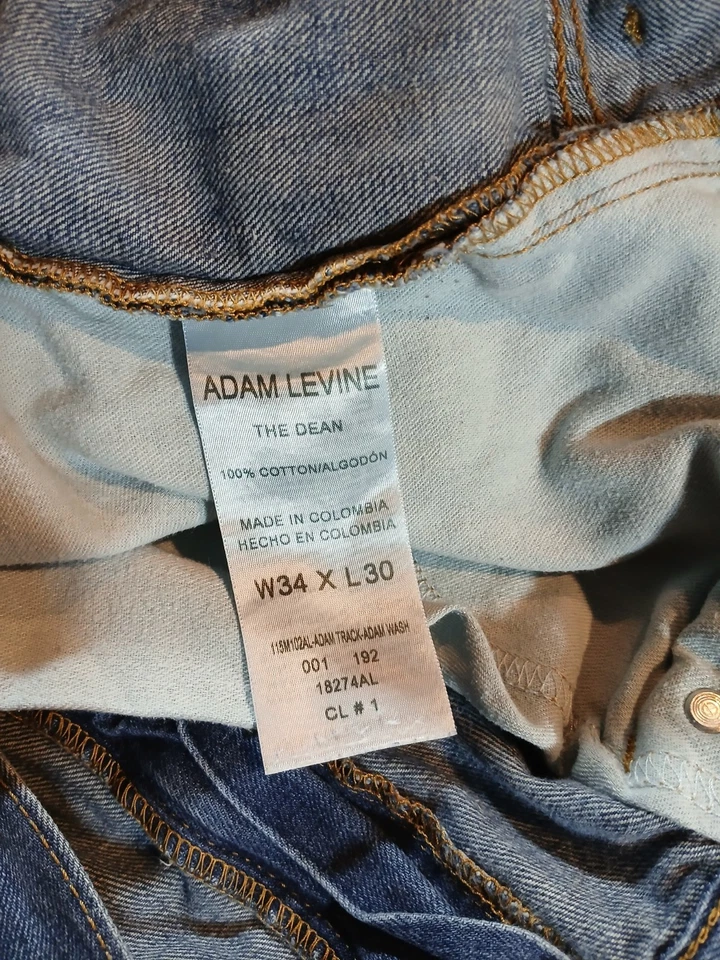 ADAM LEVINE
THE DEAN
100% COTTON/ALGODÓN
MADE IN COLOMBIA
HECHO EN COLOMBIA
W34 X L30
115M102AL-ADAM TRACK-ADAM WASH
001 192
18274AL
CL # 1